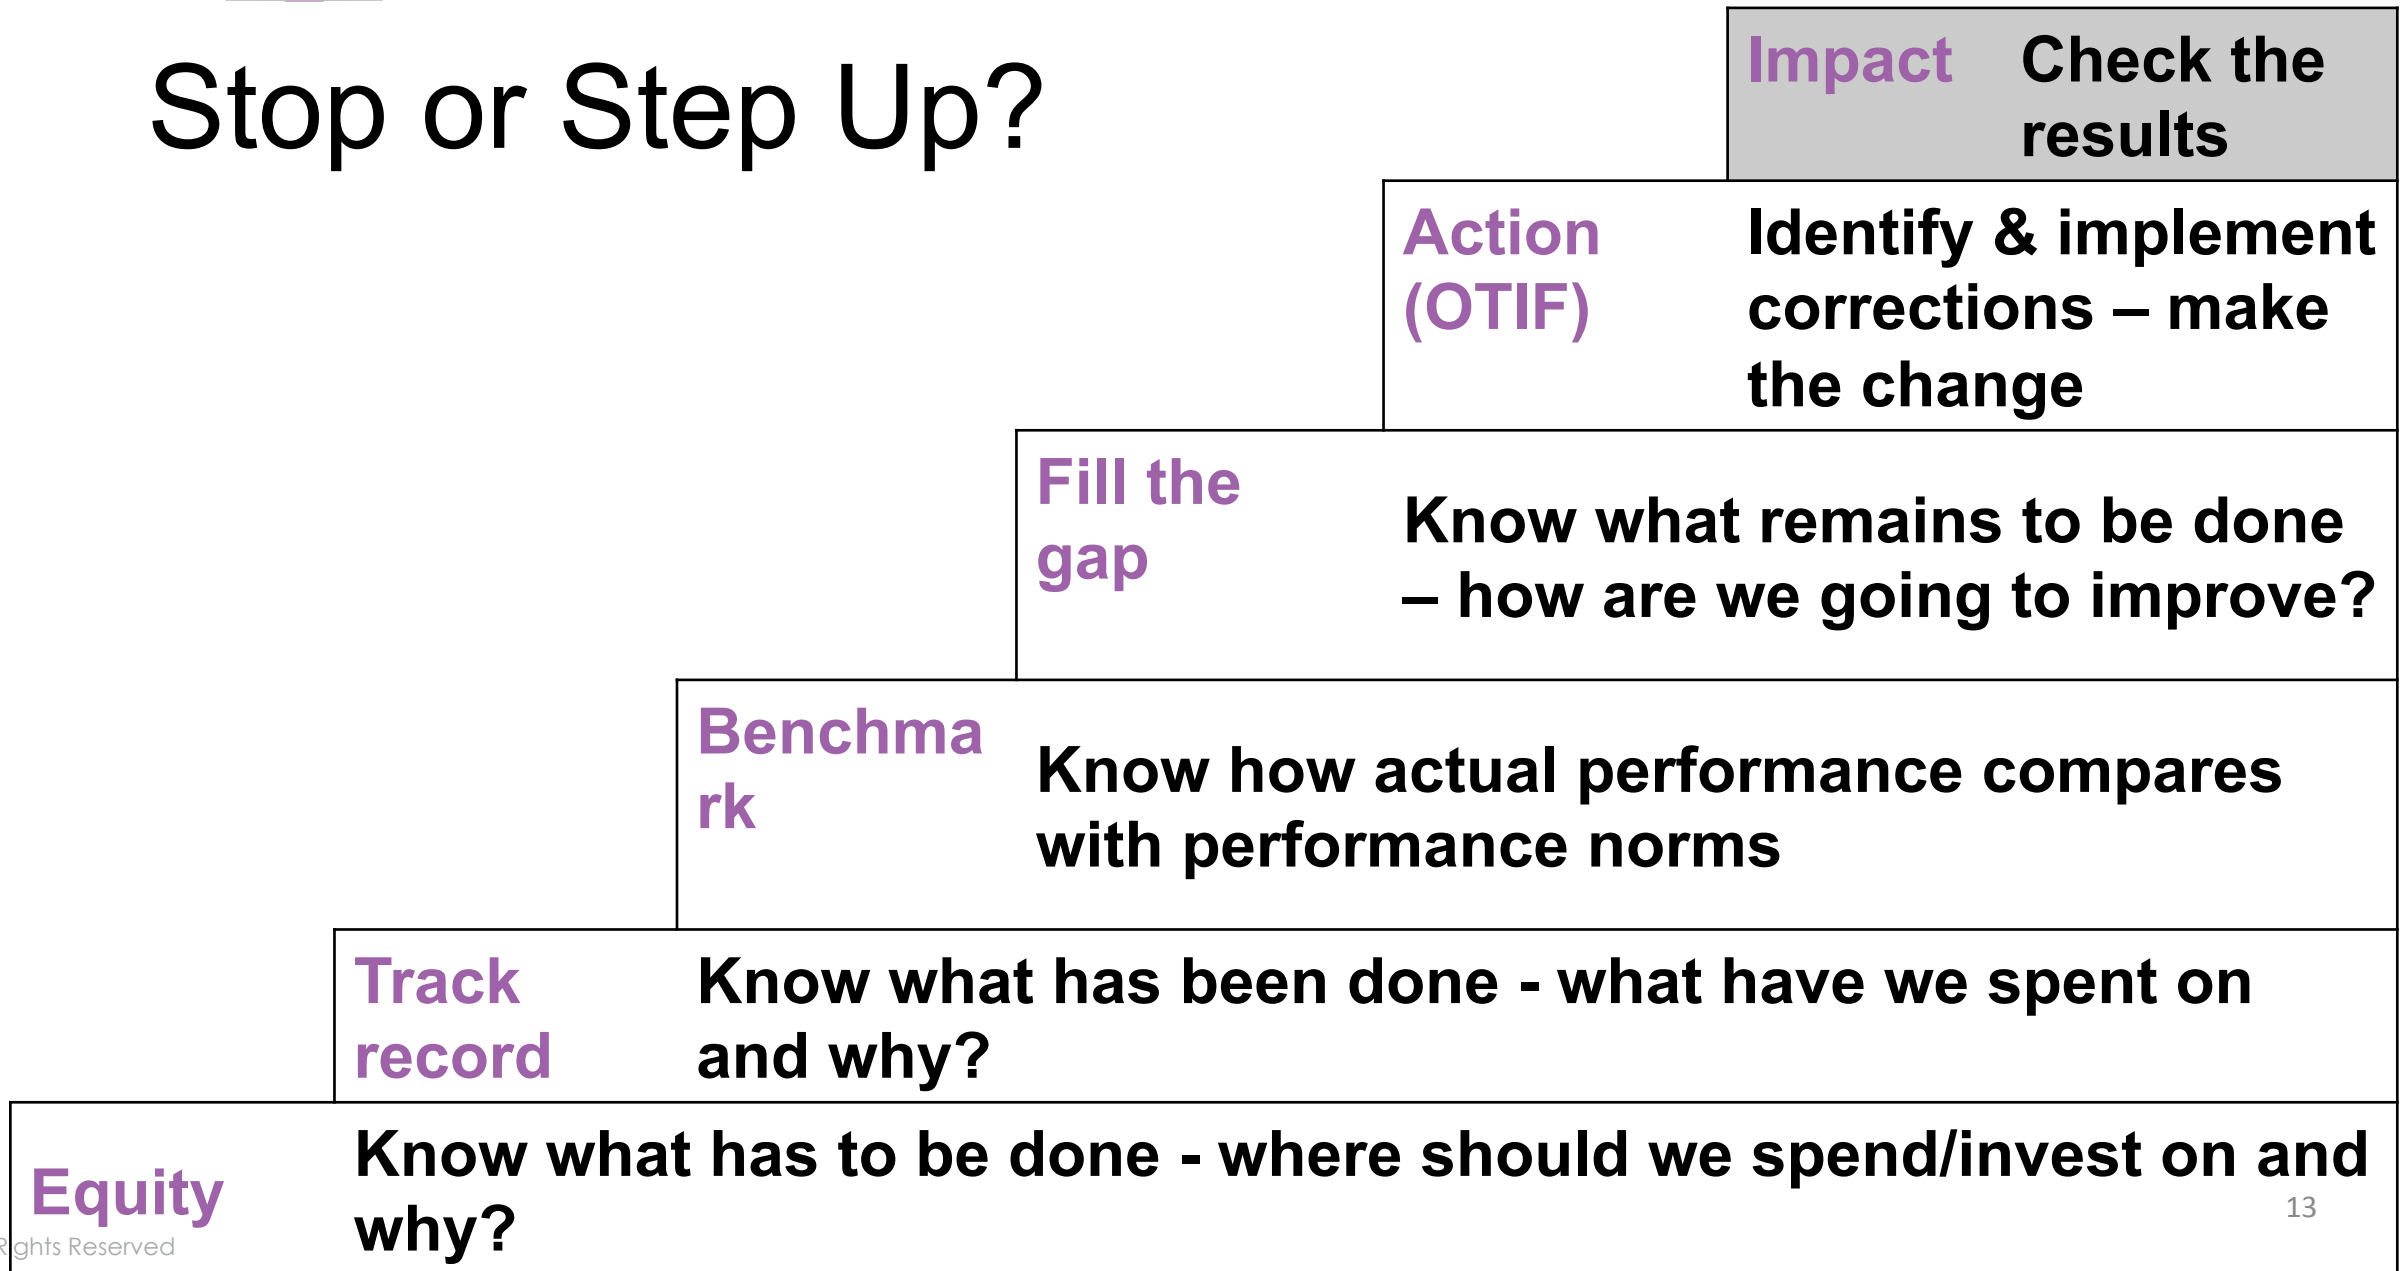 Stop or Step Up?
Impact
Check the
results
Action
(OTIF)
Identify & implement
corrections – make
the change
Fill the
gap
Know what remains to be done
– how are we going to improve?
Benchma
rk
Know how actual performance compares
with performance norms
Track
record
Know what has been done - what have we spent on
and why?
Equity
Know what has to be done - where should we spend/invest on and
why?
13
Rights Reserved